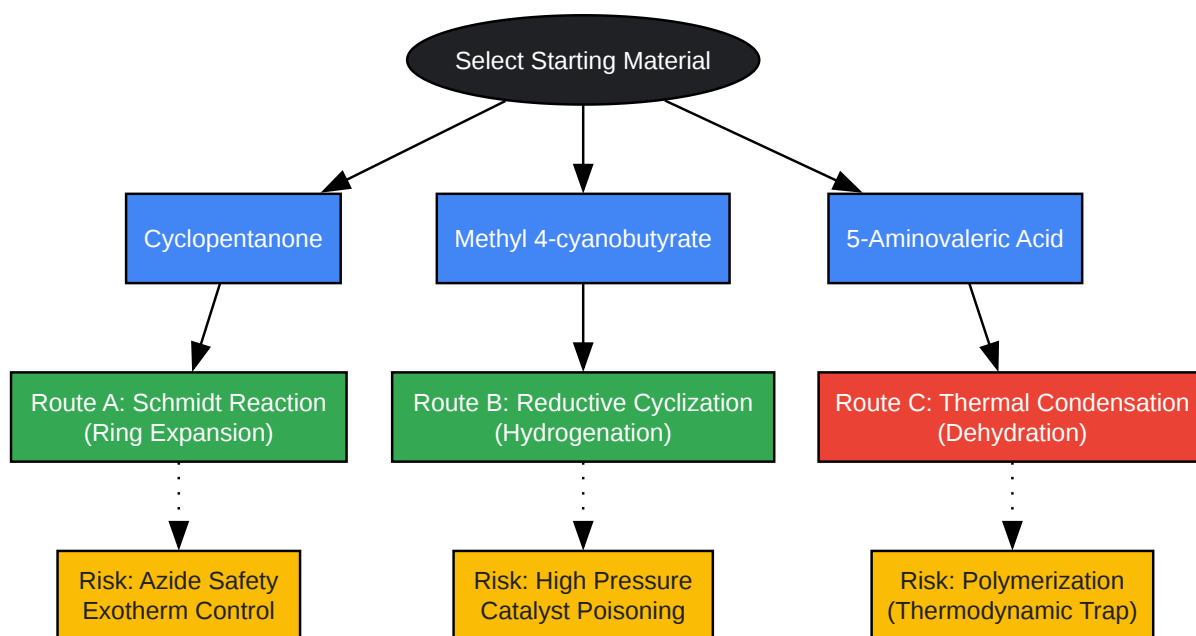 Select Starting Material
Cyclopentanone
Methyl 4-cyanobutyrate
5-Aminovaleric Acid
Route A: Schmidt Reaction
(Ring Expansion)
Route B: Reductive Cyclization
(Hydrogenation)
Route C: Thermal Condensation
(Dehydration)
Risk: Azide Safety
Exotherm Control
Risk: High Pressure
Catalyst Poisoning
Risk: Polymerization
(Thermodynamic Trap)